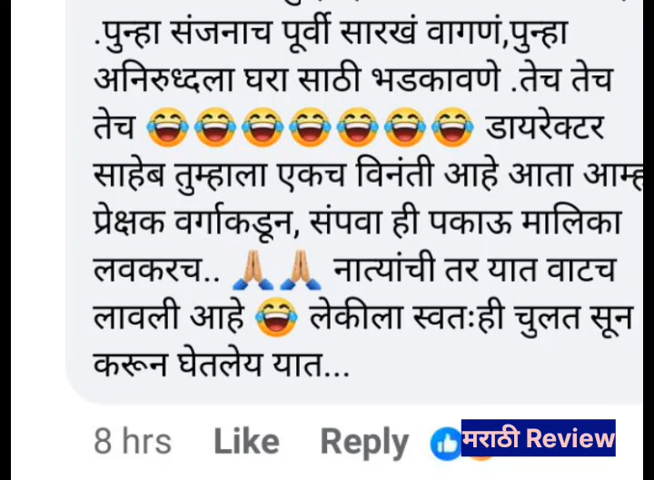 .पुन्हा संजनाच पूर्वी सारखं वागणं,पुन्हा
अनिरुध्दला घरा साठी भडकावणे .तेच तेच
तेच 😂😂😂😂😂😂😂 डायरेक्टर
साहेब तुम्हाला एकच विनंती आहे आता
प्रेक्षक वर्गाकडून, संपवा ही पकाऊ मालिका
लवकरच.. 🙏🙏 नात्यांची तर यात वाटच
लावली आहे 😂 लेकीला स्वतःही चुलत सून
करून घेतलेय यात...
8 hrs Like Reply मराठी Review